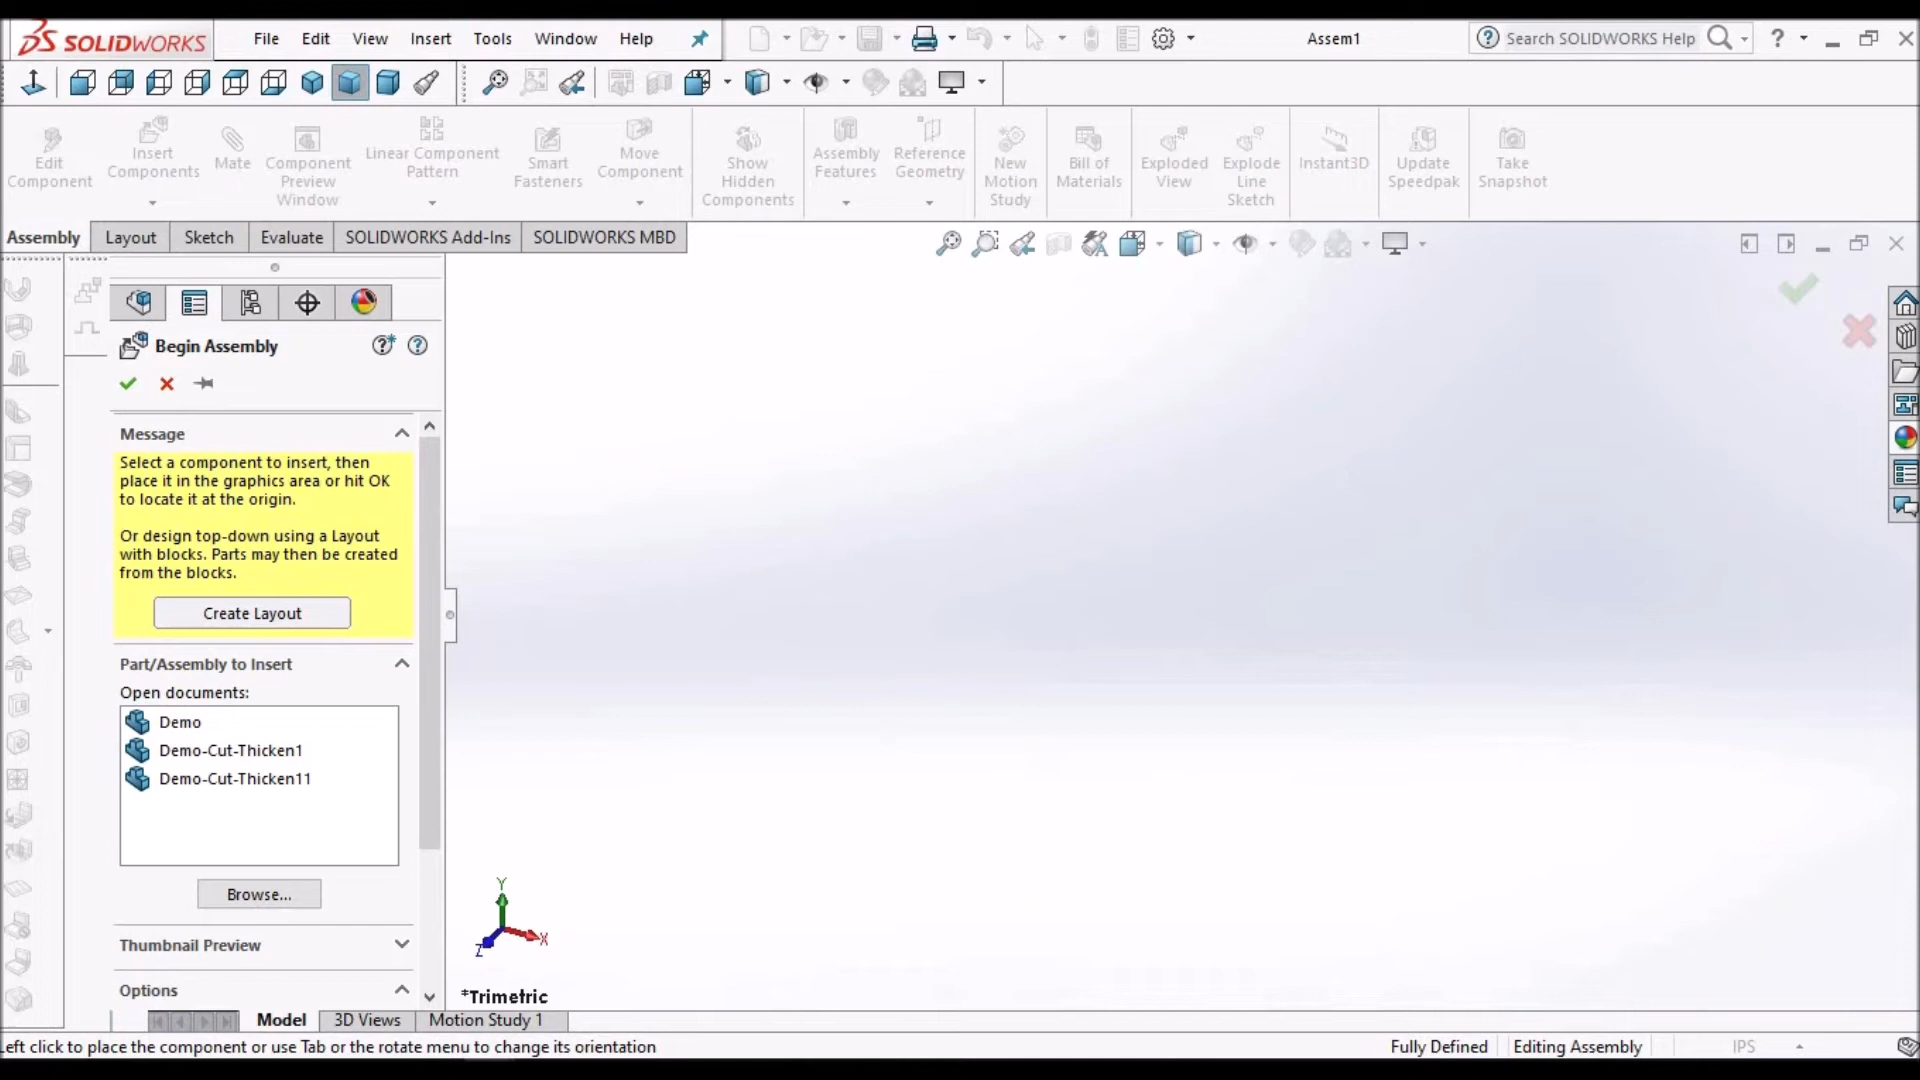 SOLIDWORKS File Edit View Insert Tools Window Help Assem1 Search SOLIDWORKS Help ?
Edit Component
Insert Components
Mate
Component Preview Window
Linear Component Pattern
Smart Fasteners
Move Component
Show Hidden Components
Assembly Features
Reference Geometry
New Motion Study
Bill of Materials
Exploded View
Explode Line Sketch
Instant3D
Update Speedpak
Take Snapshot
Assembly Layout Sketch Evaluate SOLIDWORKS Add-Ins SOLIDWORKS MBD
Begin Assembly
Message
Select a component to insert, then
place it in the graphics area or hit OK
to locate it at the origin.
Or design top-down using a Layout
with blocks. Parts may then be created
from the blocks.
Create Layout
Part/Assembly to Insert
Open documents:
Demo
Demo-Cut-Thicken1
Demo-Cut-Thicken11
Browse...
Thumbnail Preview
Options
Y
X
Z
*Trimetric
Model 3D Views Motion Study 1
Left click to place the component or use Tab or the rotate menu to change its orientation Fully Defined Editing Assembly IPS